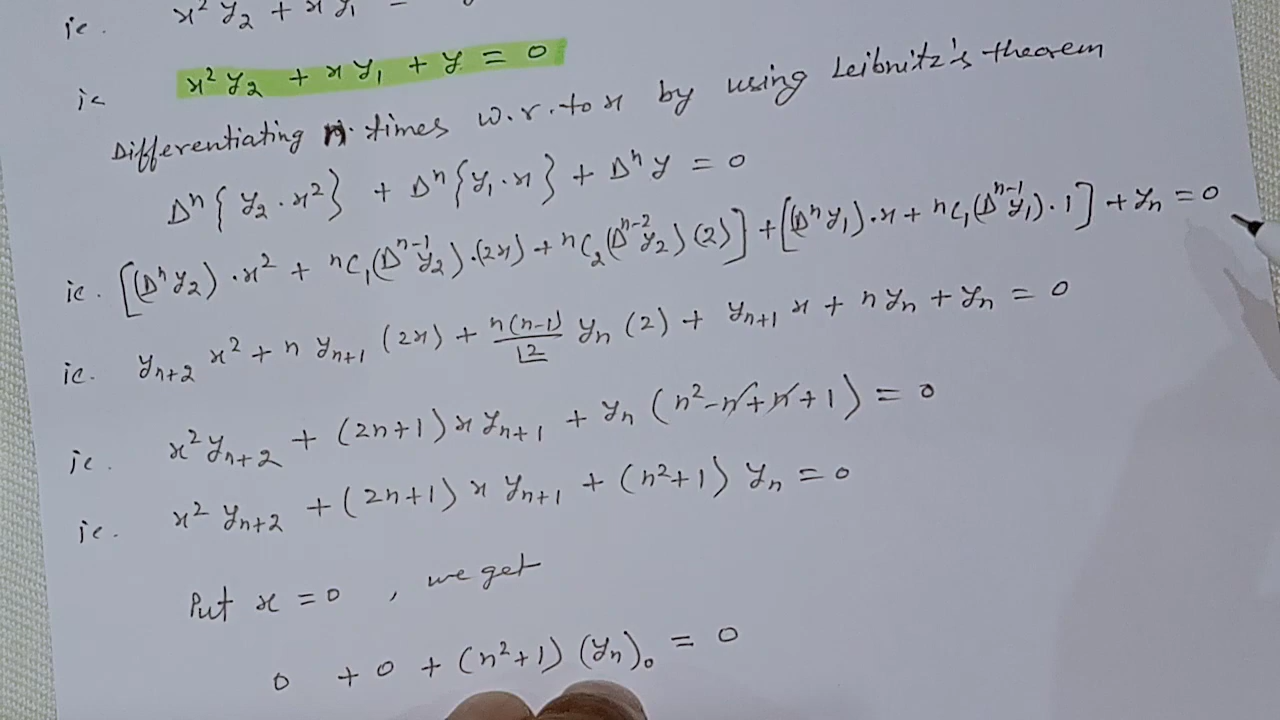 ie. x² y₂ + x y₁
ie x² y₂ + x y₁ + y = 0
Differentiating n. times w.r.to x by using Leibnitz's theorem
Dⁿ { y₂ · x² } + Dⁿ { y₁ · x } + Dⁿ y = 0
ie. [(Dⁿ y₂) · x² + ⁿC₁ (Dⁿ⁻¹ y₂) · (2x) + ⁿC₂ (Dⁿ⁻² y₂) (2)] + [(Dⁿ y₁) · x + ⁿC₁ (Dⁿ⁻¹ y₁) · 1] + yₙ = 0
ie. yₙ₊₂ x² + n yₙ₊₁ (2x) + n(n-1)/|2 yₙ (2) + yₙ₊₁ x + n yₙ + yₙ = 0
ie. x² yₙ₊₂ + (2n+1) x yₙ₊₁ + yₙ (n² - n + n + 1) = 0
ie. x² yₙ₊₂ + (2n+1) x yₙ₊₁ + (n²+1) yₙ = 0
Put x = 0 , we get
0 + 0 + (n²+1) (yₙ)₀ = 0